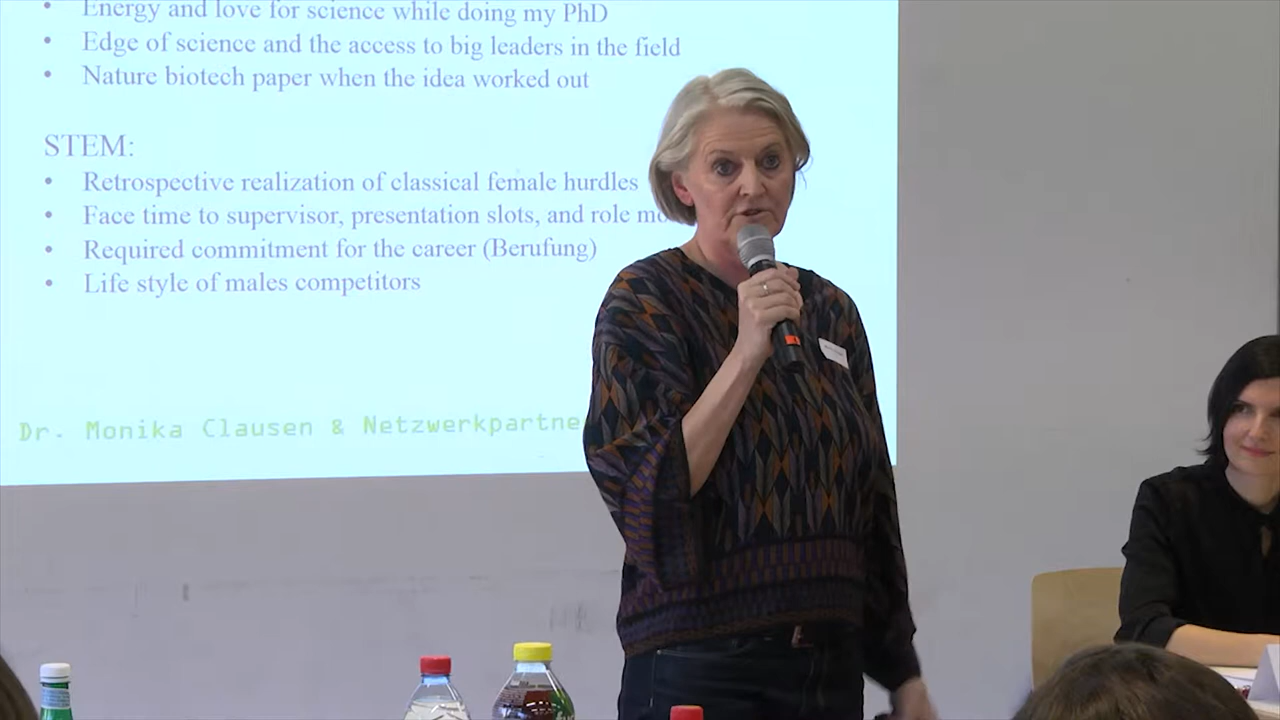 • Energy and love for science while doing my PhD
• Edge of science and the access to big leaders in the field
• Nature biotech paper when the idea worked out
STEM:
• Retrospective realization of classical female hurdles
• Face time to supervisor, presentation slots, and role mo
• Required commitment for the career (Berufung)
• Life style of males competitors
Dr. Monika Clausen & Netzwerkpartne